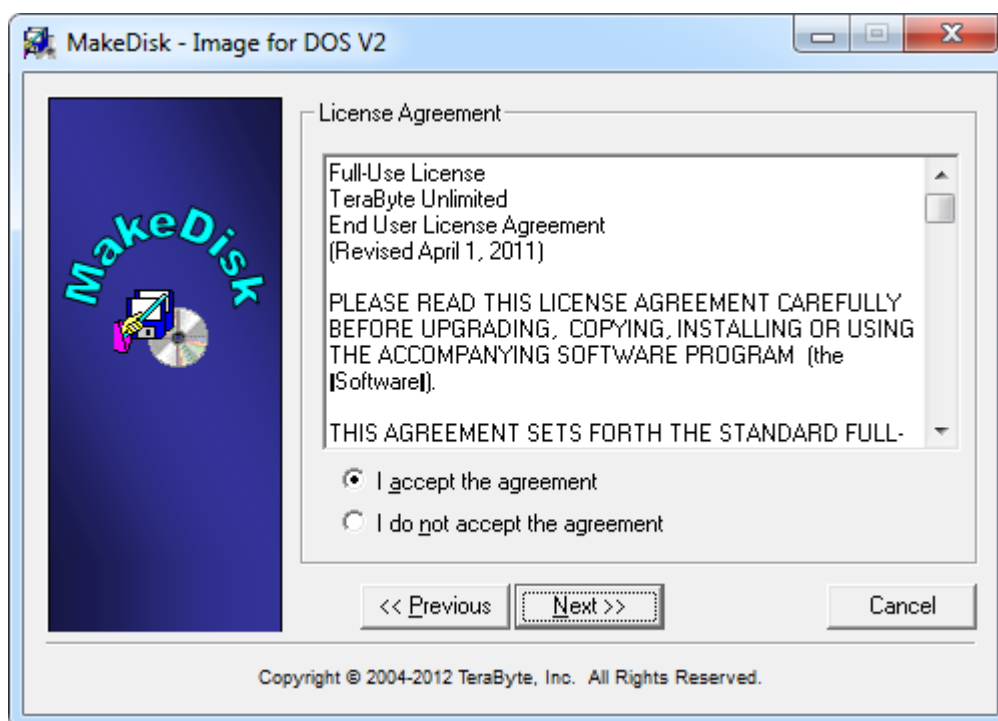 MakeDisk - Image for DOS V2
MakeDisk
License Agreement
Full-Use License
TeraByte Unlimited
End User License Agreement
(Revised April 1, 2011)
PLEASE READ THIS LICENSE AGREEMENT CAREFULLY
BEFORE UPGRADING,  COPYING, INSTALLING OR USING
THE ACCOMPANYING SOFTWARE PROGRAM  (the
▌Software▌).
THIS AGREEMENT SETS FORTH THE STANDARD FULL-
I accept the agreement
I do not accept the agreement
<< Previous
Next >>
Cancel
Copyright © 2004-2012 TeraByte, Inc.  All Rights Reserved.